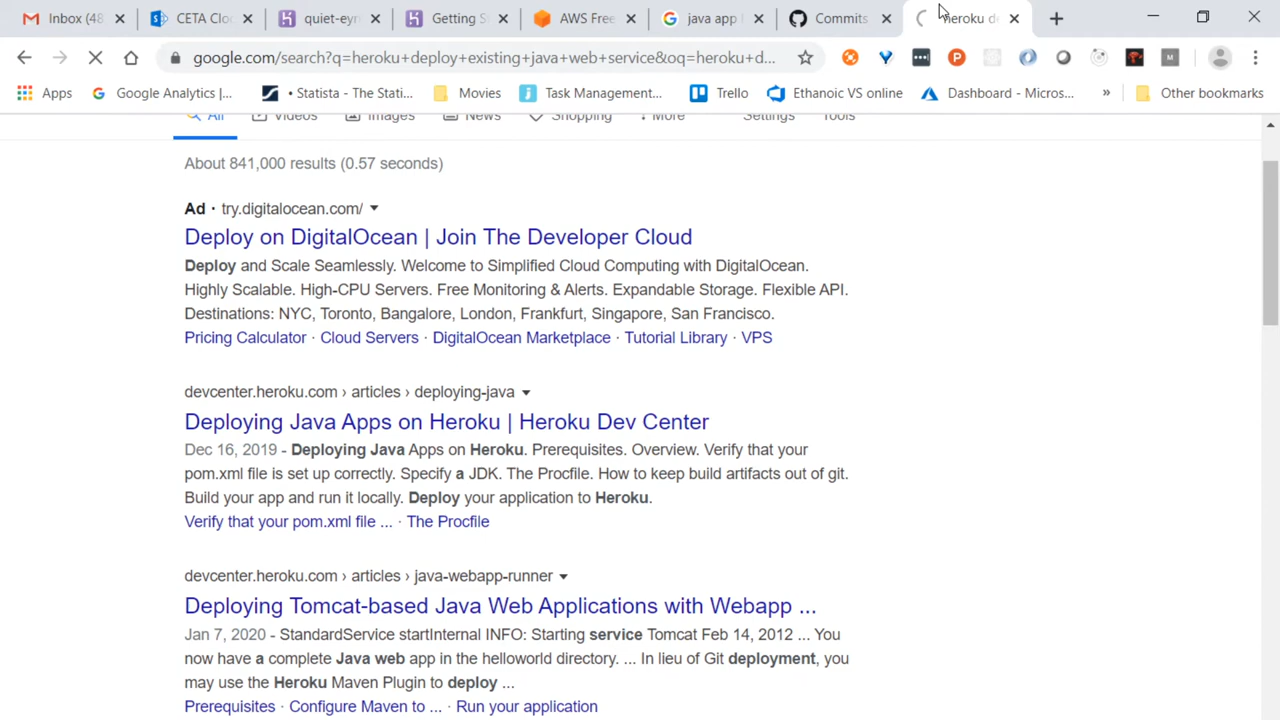 Inbox (48
CETA Clo
quiet-eyr
Getting S
AWS Free
java app
Commits
heroku de
google.com/search?q=heroku+deploy+existing+java+web+service&oq=heroku+d...
Apps
Google Analytics |...
• Statista - The Stati...
Movies
Task Management...
Trello
Ethanoic VS online
Dashboard - Micros...
»
Other bookmarks
All
Videos
Images
News
Shopping
More
Settings
Tools
About 841,000 results (0.57 seconds)
Ad · try.digitalocean.com/
Deploy on DigitalOcean | Join The Developer Cloud
Deploy and Scale Seamlessly. Welcome to Simplified Cloud Computing with DigitalOcean.
Highly Scalable. High-CPU Servers. Free Monitoring & Alerts. Expandable Storage. Flexible API.
Destinations: NYC, Toronto, Bangalore, London, Frankfurt, Singapore, San Francisco.
Pricing Calculator · Cloud Servers · DigitalOcean Marketplace · Tutorial Library · VPS
devcenter.heroku.com › articles › deploying-java
Deploying Java Apps on Heroku | Heroku Dev Center
Dec 16, 2019 - Deploying Java Apps on Heroku. Prerequisites. Overview. Verify that your
pom.xml file is set up correctly. Specify a JDK. The Procfile. How to keep build artifacts out of git.
Build your app and run it locally. Deploy your application to Heroku.
Verify that your pom.xml file ... · The Procfile
devcenter.heroku.com › articles › java-webapp-runner
Deploying Tomcat-based Java Web Applications with Webapp ...
Jan 7, 2020 - StandardService startInternal INFO: Starting service Tomcat Feb 14, 2012 ... You
now have a complete Java web app in the helloworld directory. ... In lieu of Git deployment, you
may use the Heroku Maven Plugin to deploy ...
Prerequisites · Configure Maven to ... · Run your application